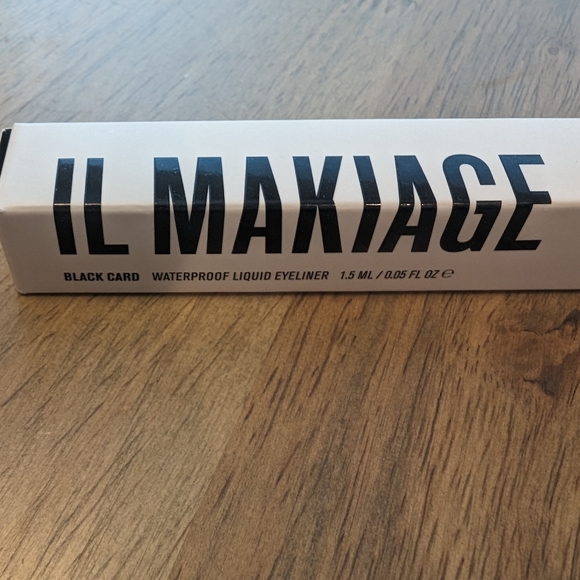 IL MAKIAGE
BLACK CARD WATERPROOF LIQUID EYELINER 1.5 ML / 0.05 FL OZ ℮